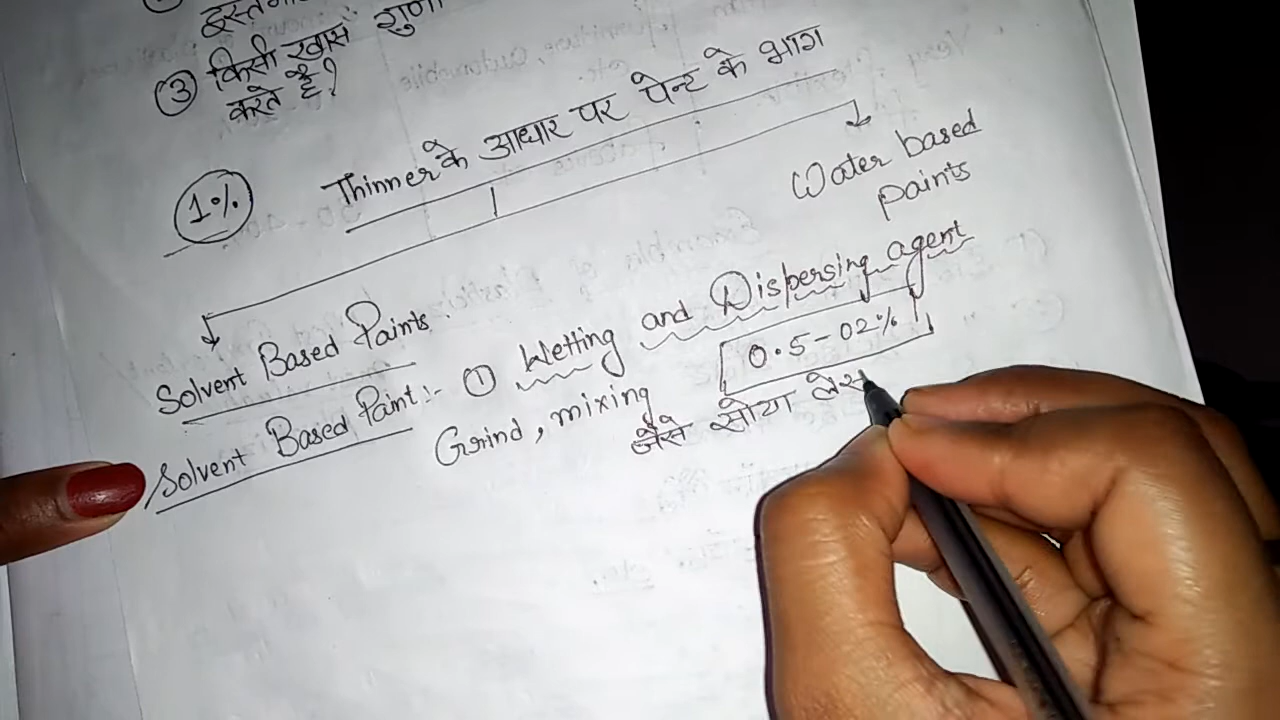 ③ किसी खास गुणों
करते है?
1%
Thinner के आधार पर पेन्ट के भाग
Water based
paints
Solvent Based Paints.
Solvent Based Paint:- ① Wetting and Dispersing agent
0.5-02%
Grind, mixing
जैसे सोया लेस